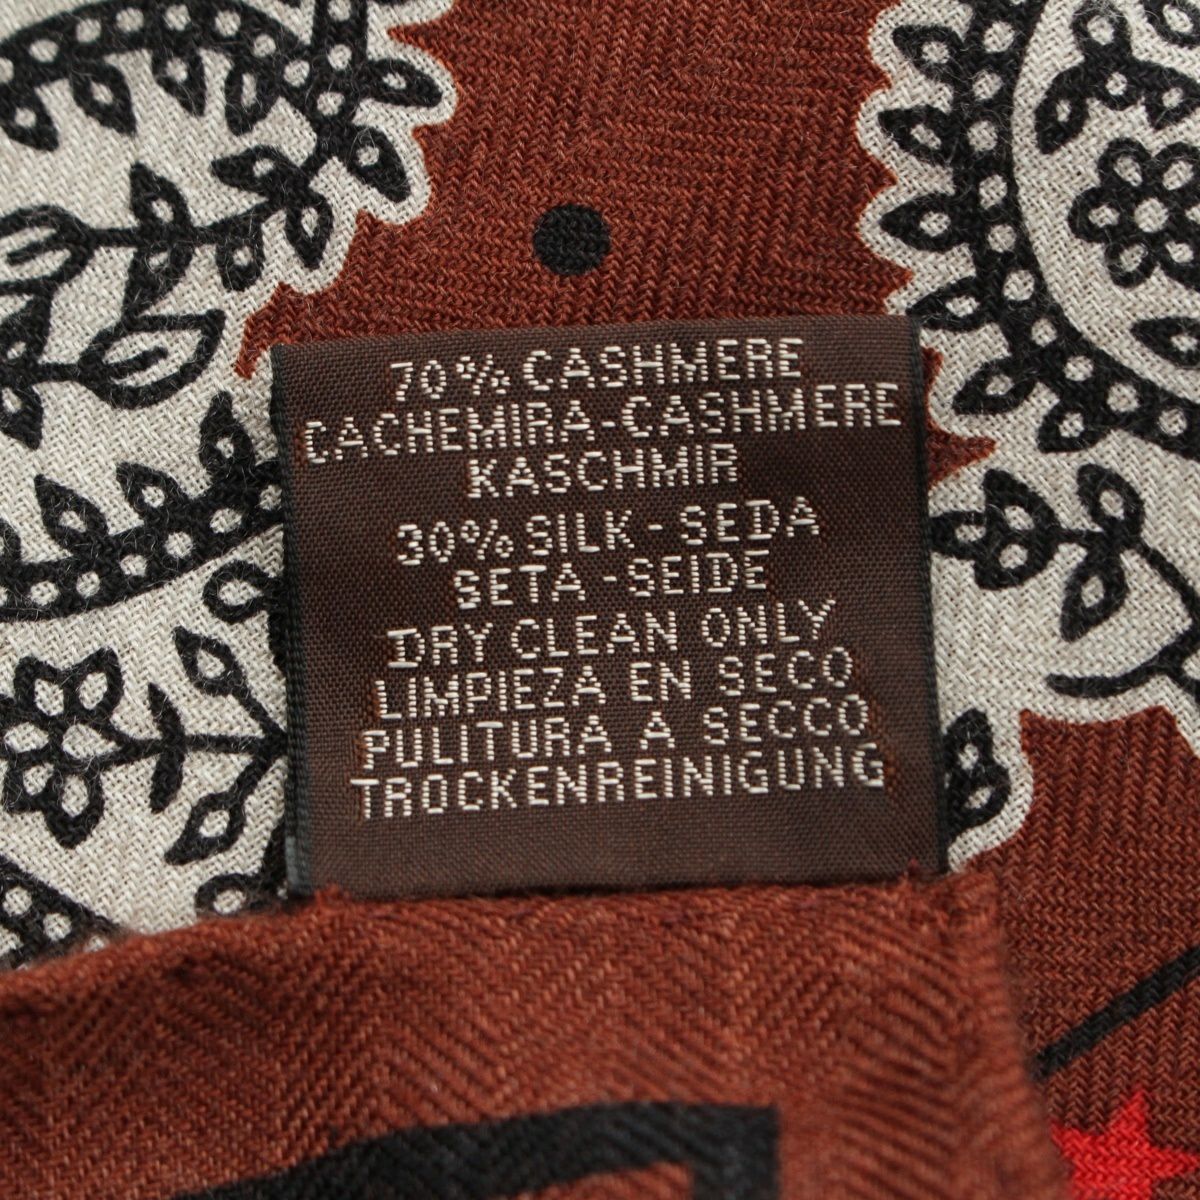 70% CASHMERE
CACHEMIRA-CASHMERE
KASCHMIR
30% SILK - SEDA
SETA - SEIDE
DRY CLEAN ONLY
LIMPIEZA EN SECO
PULITURA A SECCO
TROCKENREINIGUNG